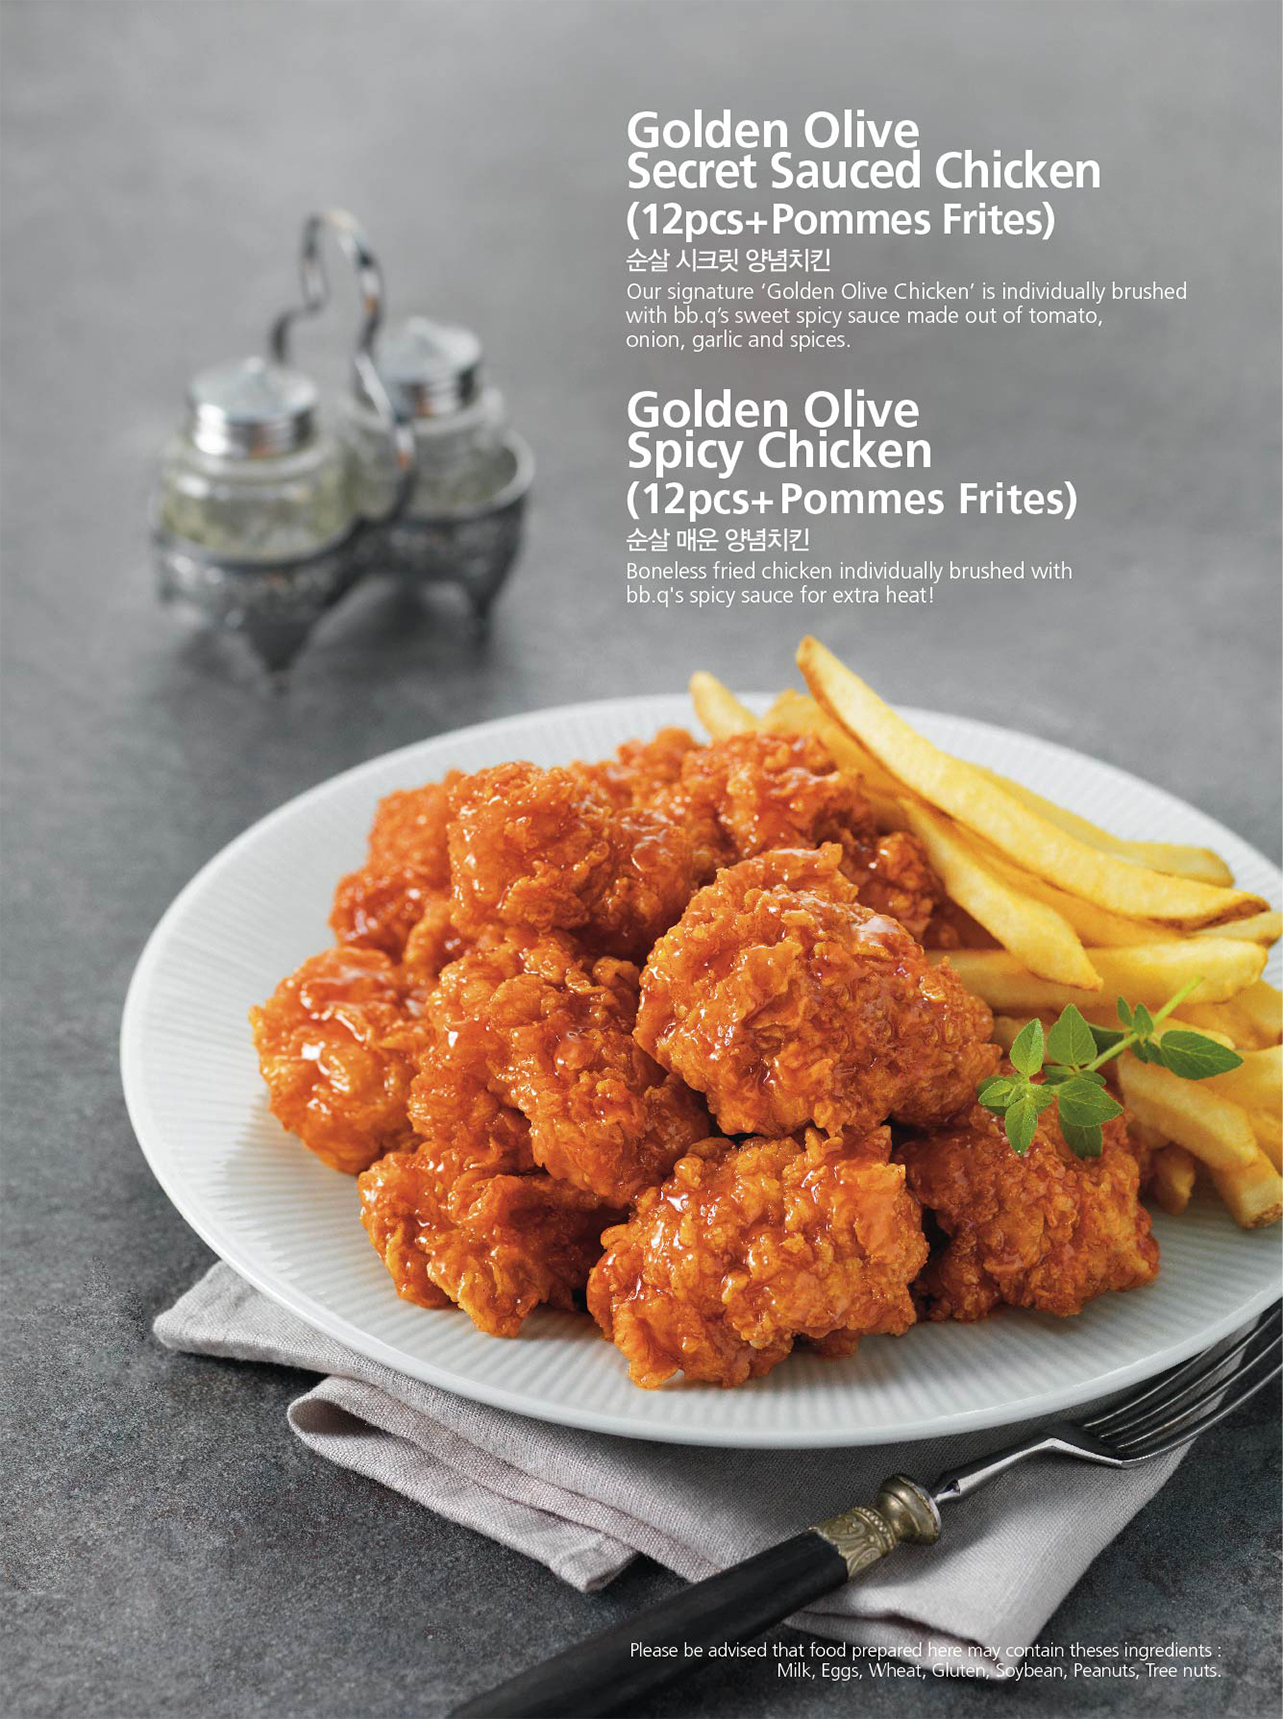 Golden Olive
Secret Sauced Chicken
(12pcs+Pommes Frites)
순살 시크릿 양념치킨
Our signature ‘Golden Olive Chicken’ is individually brushed
with bb.q’s sweet spicy sauce made out of tomato,
onion, garlic and spices.
Golden Olive
Spicy Chicken
(12pcs+Pommes Frites)
순살 매운 양념치킨
Boneless fried chicken individually brushed with
bb.q's spicy sauce for extra heat!
Please be advised that food prepared here may contain theses ingredients :
Milk, Eggs, Wheat, Gluten, Soybean, Peanuts, Tree nuts.